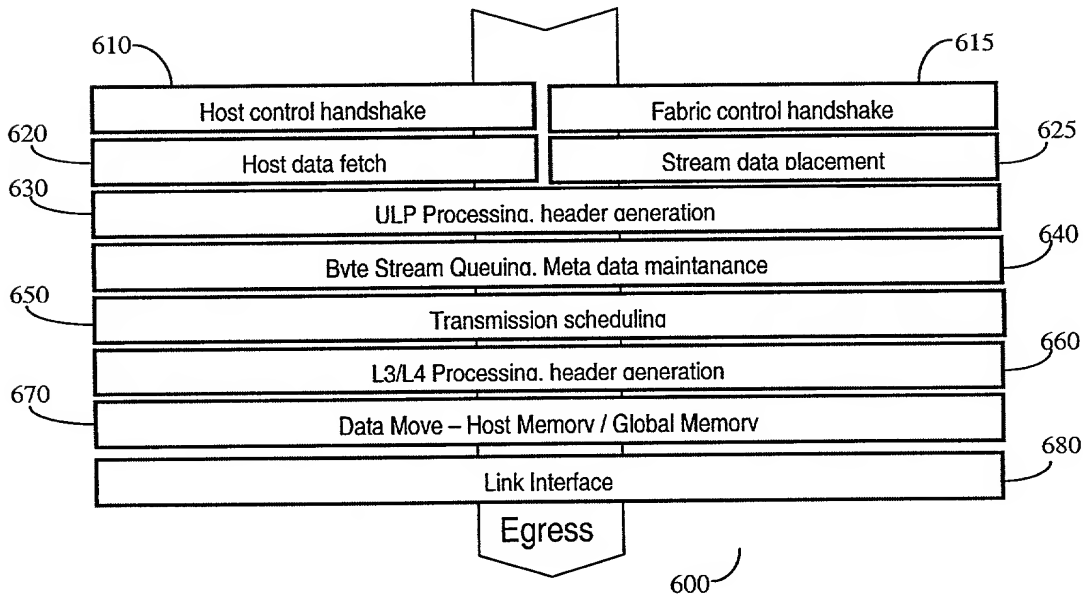 610
615
Host control handshake
Fabric control handshake
620
625
Host data fetch
Stream data placement
630
ULP Processing, header generation
640
Byte Stream Queuing, Meta data maintanance
650
Transmission scheduling
660
L3/L4 Processing, header generation
670
Data Move – Host Memory / Global Memory
680
Link Interface
Egress
600